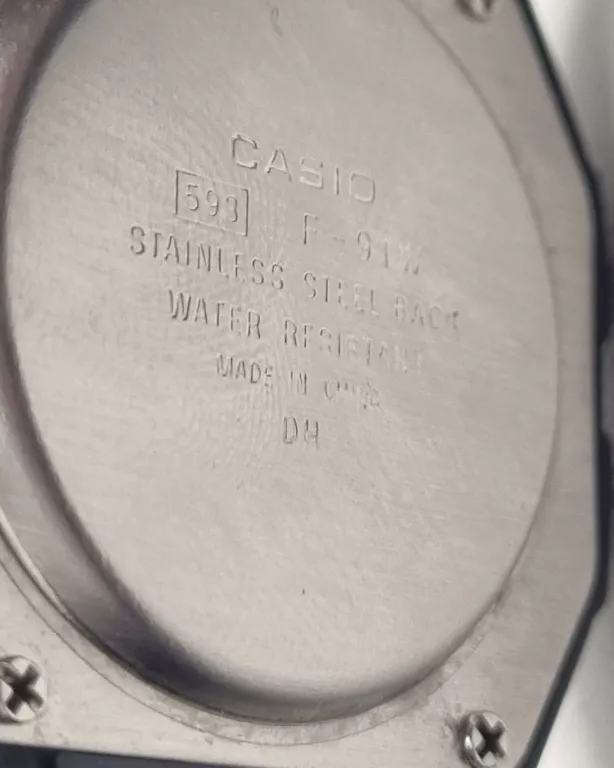 CASIO
593 F-91W
STAINLESS STEEL BACK
WATER RESISTANT
MADE IN CHINA
DH